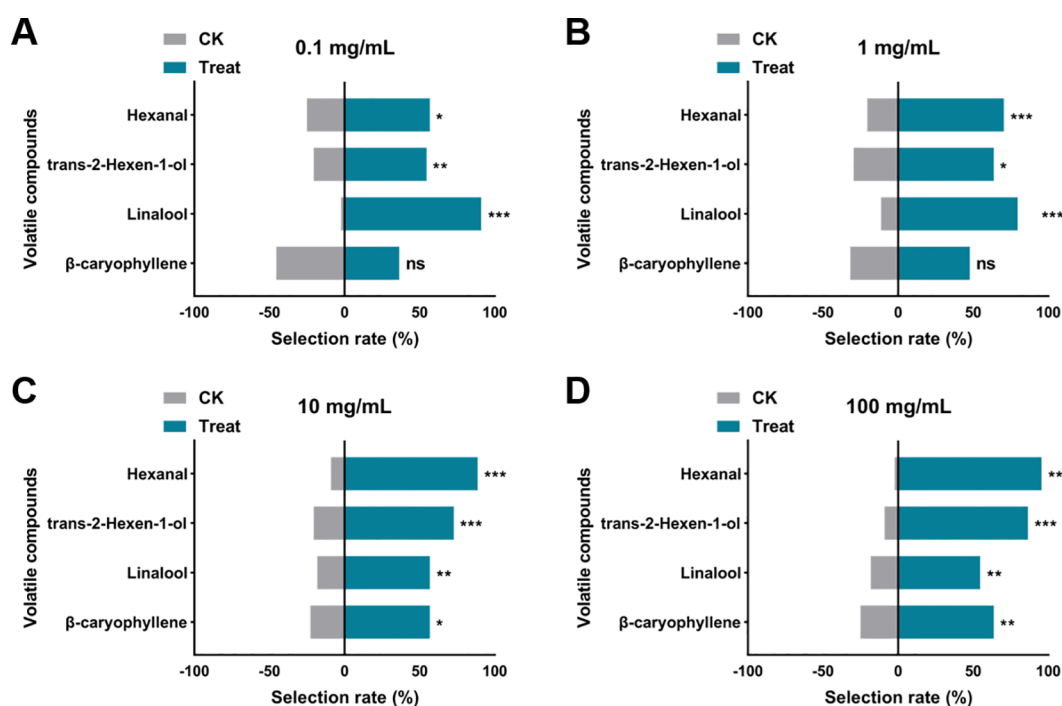 A
CK
Treat
0.1 mg/mL
Volatile compounds
Hexanal
trans-2-Hexen-1-ol
Linalool
β-caryophyllene
*
**
***
ns
-100 -50 0 50 100
Selection rate (%)
B
CK
Treat
1 mg/mL
Volatile compounds
Hexanal
trans-2-Hexen-1-ol
Linalool
β-caryophyllene
***
*
***
ns
-100 -50 0 50 100
Selection rate (%)
C
CK
Treat
10 mg/mL
Volatile compounds
Hexanal
trans-2-Hexen-1-ol
Linalool
β-caryophyllene
***
***
**
*
-100 -50 0 50 100
Selection rate (%)
D
CK
Treat
100 mg/mL
Volatile compounds
Hexanal
trans-2-Hexen-1-ol
Linalool
β-caryophyllene
**
***
**
**
-100 -50 0 50 100
Selection rate (%)